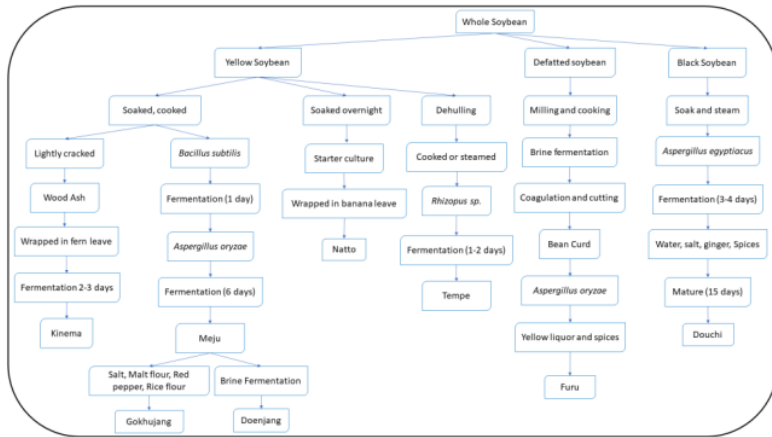 Whole Soybean
Yellow Soybean
Defatted soybean
Black Soybean
Soaked, cooked
Soaked overnight
Dehulling
Milling and cooking
Soak and steam
Lightly cracked
Bacillus subtilis
Starter culture
Cooked or steamed
Brine fermentation
Aspergillus egyptiacus
Wood Ash
Fermentation (1 day)
Wrapped in banana leave
Rhizopus sp.
Coagulation and cutting
Fermentation (3-4 days)
Wrapped in fern leave
Aspergillus oryzae
Natto
Fermentation (1-2 days)
Bean Curd
Water, salt, ginger, Spices
Fermentation 2-3 days
Fermentation (6 days)
Tempe
Aspergillus oryzae
Mature (15 days)
Kinema
Meju
Yellow liquor and spices
Douchi
Salt, Malt flour, Red
pepper, Rice flour
Brine Fermentation
Furu
Gokhujang
Doenjang